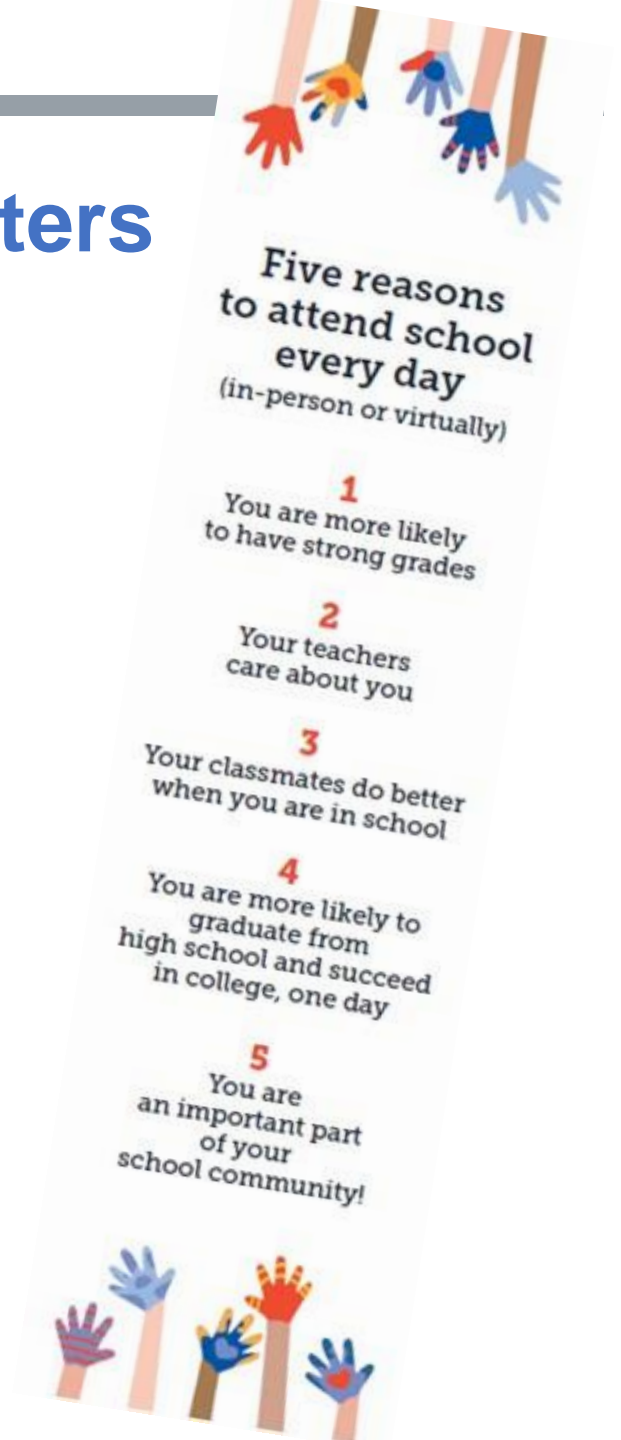 ters
Five reasons
to attend school
every day
(in-person or virtually)
1
You are more likely
to have strong grades
2
Your teachers
care about you
3
Your classmates do better
when you are in school
4
You are more likely to
graduate from
high school and succeed
in college, one day
5
You are
an important part
of your
school community!